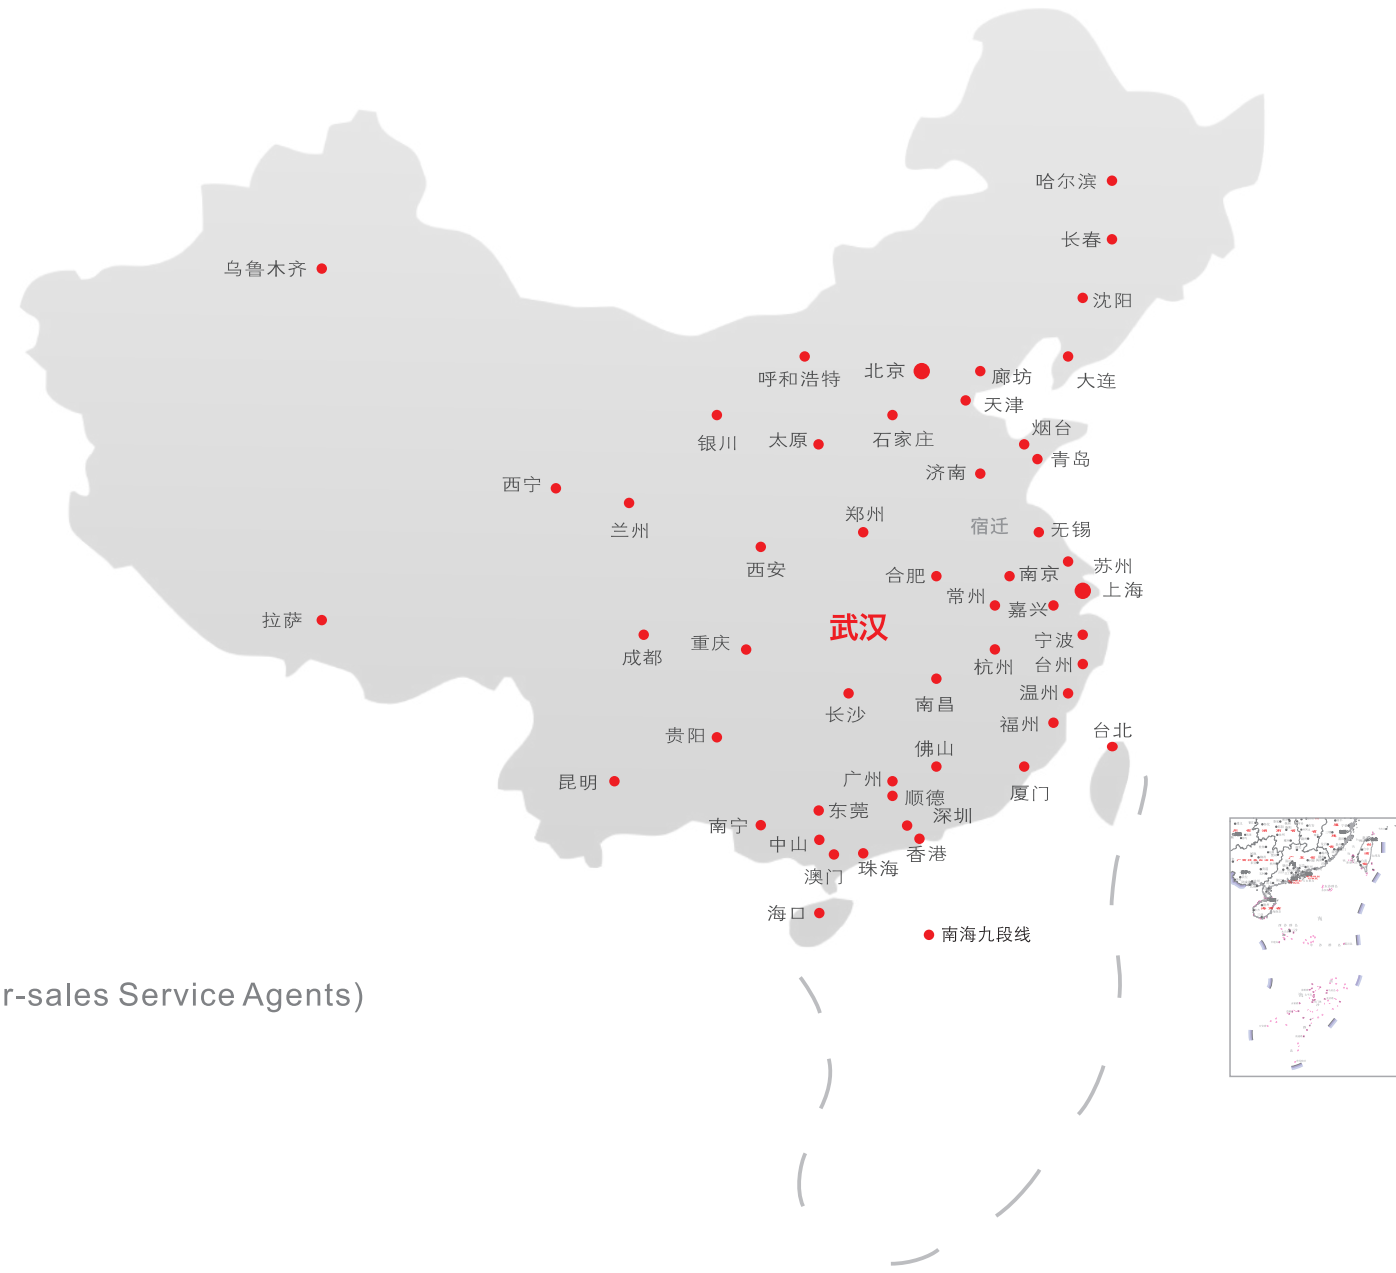 哈尔滨
长春
乌鲁木齐
沈阳
呼和浩特
北京
廊坊
大连
天津
银川
太原
石家庄
烟台
青岛
济南
西宁
兰州
郑州
宿迁
无锡
西安
合肥
南京
苏州
常州
上海
嘉兴
拉萨
武汉
成都
重庆
宁波
杭州
台州
温州
南昌
长沙
福州
贵阳
台北
佛山
昆明
广州
厦门
顺德
东莞
深圳
南宁
中山
香港
澳门
珠海
海口
南海九段线
r-sales Service Agents)